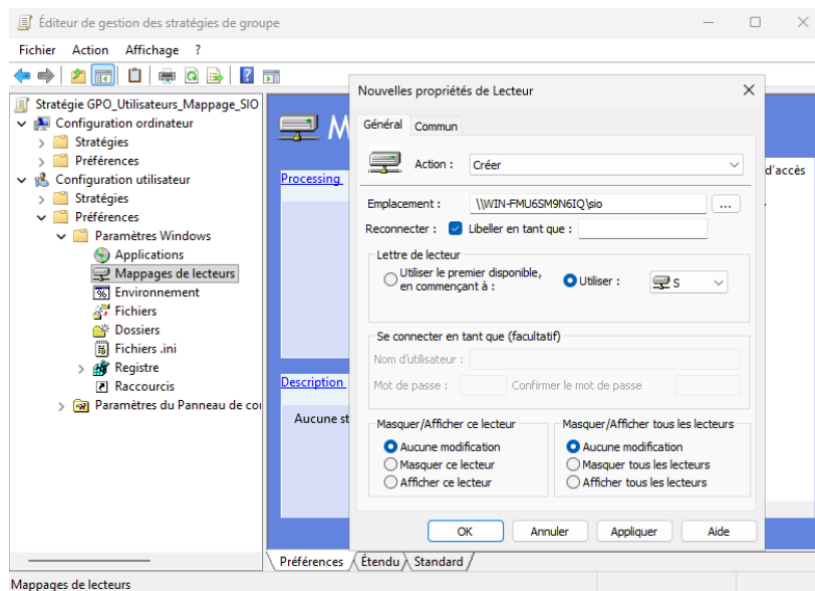 Éditeur de gestion des stratégies de groupe
Fichier Action Affichage ?
Stratégie GPO_Utilisateurs_Mappage_SIO
Configuration ordinateur
Stratégies
Préférences
Configuration utilisateur
Stratégies
Préférences
Paramètres Windows
Applications
Mappages de lecteurs
Environnement
Fichiers
Dossiers
Fichiers .ini
Registre
Raccourcis
Paramètres du Panneau de co
M
Processing
d'accès
Description
Aucune st
Nouvelles propriétés de Lecteur
Général Commun
Action : Créer
Emplacement : \\WIN-FMU6SM9N6IQ\sio ...
Reconnecter : Libeller en tant que :
Lettre de lecteur
Utiliser le premier disponible,
en commençant à :
Utiliser : S
Se connecter en tant que (facultatif)
Nom d'utilisateur :
Mot de passe : Confirmer le mot de passe
Masquer/Afficher ce lecteur
Aucune modification
Masquer ce lecteur
Afficher ce lecteur
Masquer/Afficher tous les lecteurs
Aucune modification
Masquer tous les lecteurs
Afficher tous les lecteurs
OK Annuler Appliquer Aide
Préférences Étendu Standard
Mappages de lecteurs